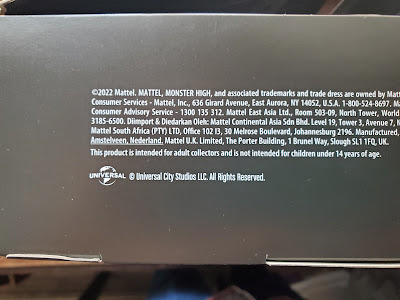 ©2022 Mattel. MATTEL, MONSTER HIGH, and associated trademarks and trade dress are owned by Matt
Consumer Services - Mattel, Inc., 636 Girard Avenue, East Aurora, NY 14052, U.S.A. 1-800-524-8697. M
Consumer Advisory Service - 1300 135 312. Mattel East Asia Ltd., Room 503-09, North Tower, World
3185-6500. Diimport & Diedarkan Oleh: Mattel Continental Asia Sdn Bhd. Level 19, Tower 3, Avenue 7, N
Mattel South Africa (PTY) LTD, Office 102 I3, 30 Melrose Boulevard, Johannesburg 2196. Manufactured,
Amstelveen, Nederland. Mattel U.K. Limited, The Porter Building, 1 Brunel Way, Slough SL1 1FQ, UK.
This product is intended for adult collectors and is not intended for children under 14 years of age.
UNIVERSAL © Universal City Studios LLC. All Rights Reserved.